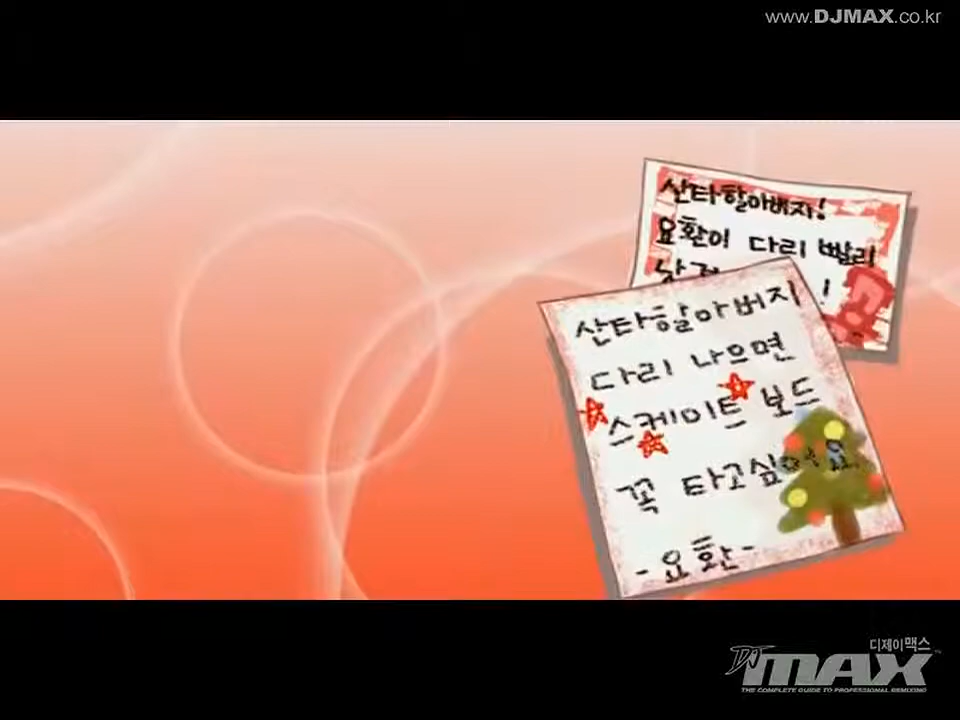 www.DJMAX.co.kr
산타할아버지!
요환이 다리 빨리
!
산타할아버지
다리 나으면
스케이트 보드
꼭 타고싶어요
-요환-
디제이맥스
DJMAX
THE COMPLETE GUIDE TO PROFESSIONAL REMIXING